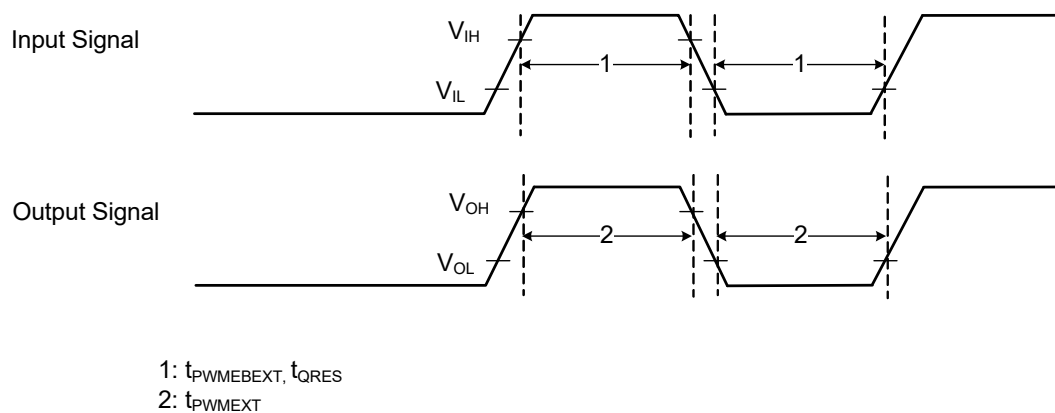 Input Signal
V_IH
1
1
V_IL
Output Signal
V_OH
2
2
V_OL
1: t_PWMEBEXT, t_QRES
2: t_PWMEXT